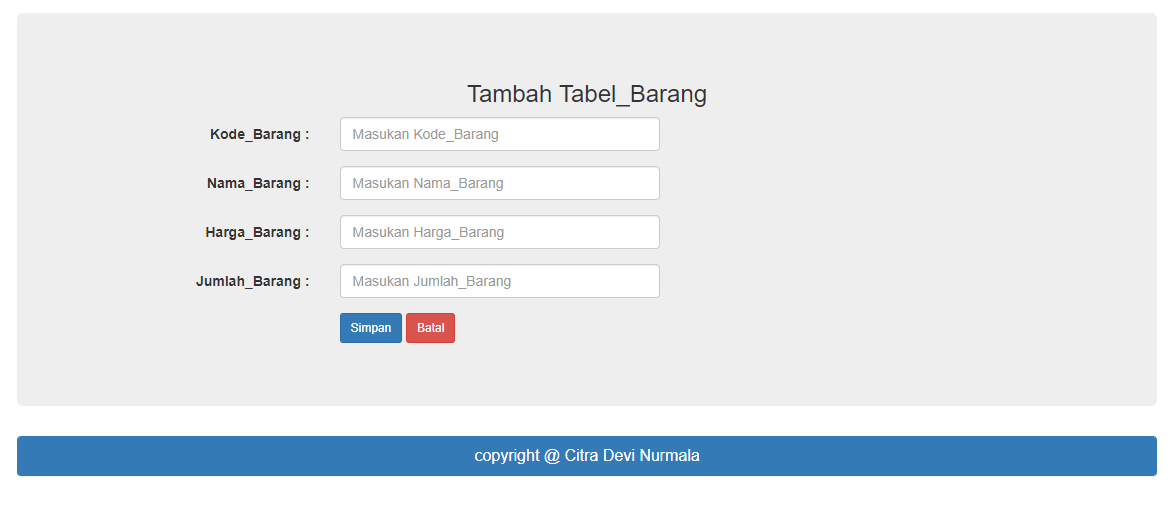 Tambah Tabel_Barang
Kode_Barang : Masukan Kode_Barang
Nama_Barang : Masukan Nama_Barang
Harga_Barang : Masukan Harga_Barang
Jumlah_Barang : Masukan Jumlah_Barang
Simpan Batal
copyright @ Citra Devi Nurmala